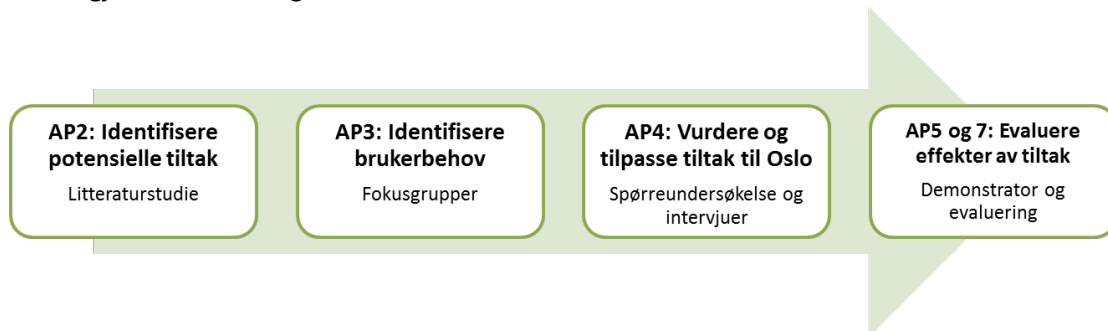 AP2: Identifisere
potensielle tiltak
Litteraturstudie
AP3: Identifisere
brukerbehov
Fokusgrupper
AP4: Vurdere og
tilpasse tiltak til Oslo
Spørreundersøkelse og
intervjuer
AP5 og 7: Evaluere
effekter av tiltak
Demonstrator og
evaluering